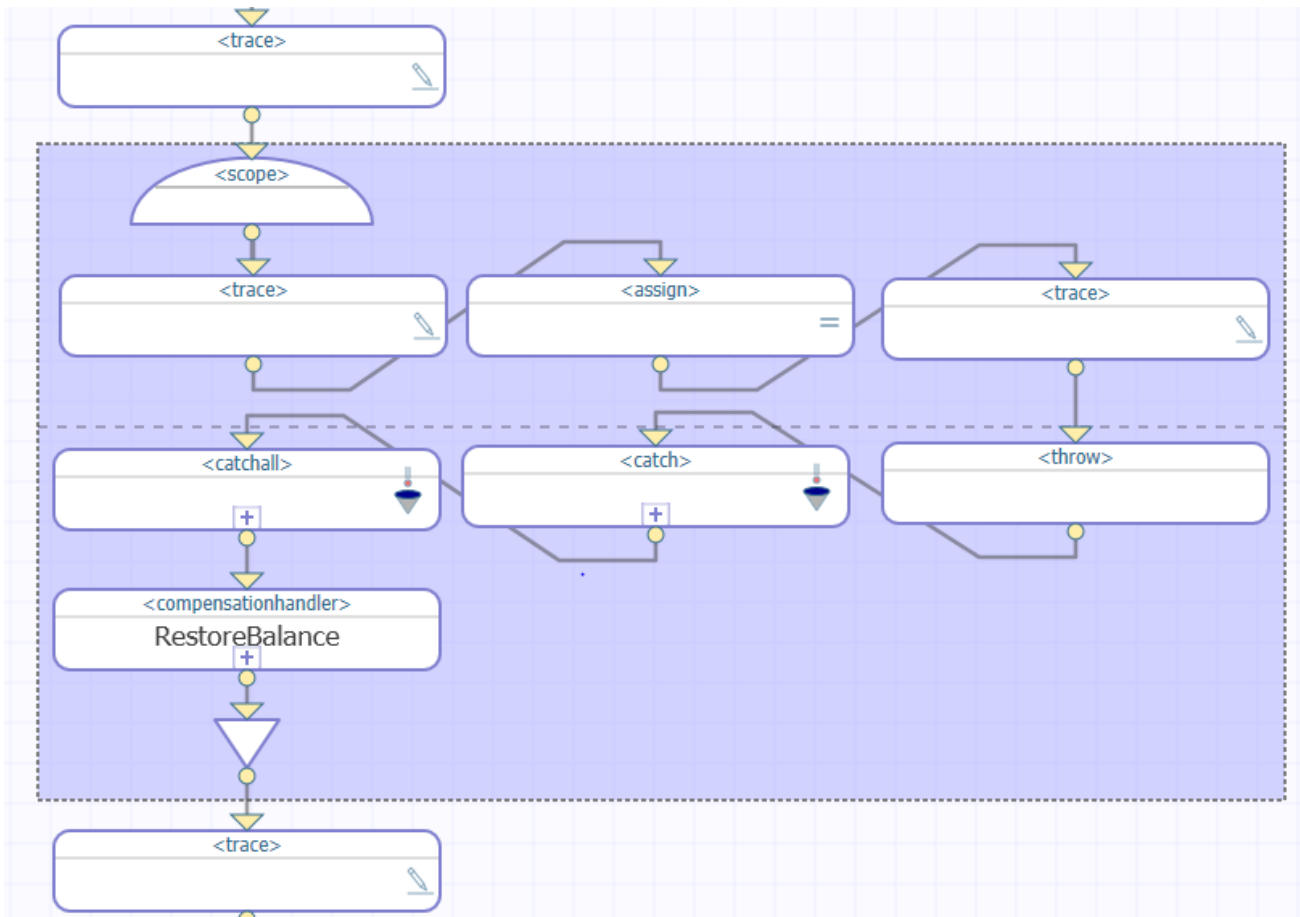 <trace>
<scope>
<trace>
<assign>
<trace>
<catchall>
<catch>
<throw>
<compensationhandler>
RestoreBalance
<trace>